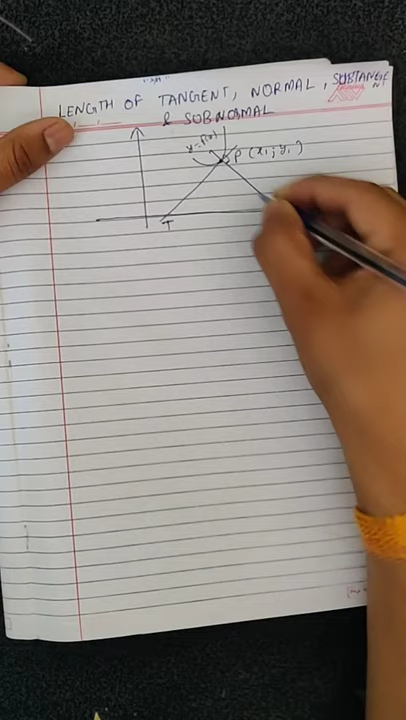 LENGTH OF TANGENT, NORMAL, SUBTANGENT
& SUBNORMAL
y=f(x)
P (x₁, y₁)
T